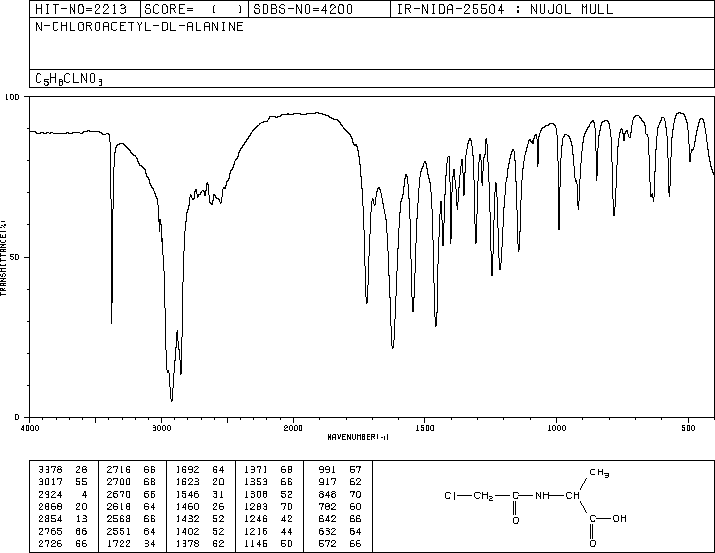 HIT-NO=2213 SCORE= ( ) SDBS-NO=4200 IR-NIDA-25504 : NUJOL MULL
N-CHLOROACETYL-DL-ALANINE
C5H8CLNO3
100
50
0
TRANSMITTANCE(%)
4000 3000 2000 1500 1000 500
WAVENUMBER(-1)
3378 28 2716 66 1692 64 1371 68 991 57
3017 55 2700 68 1623 20 1353 66 917 62
2924 4 2670 66 1546 31 1308 52 848 70
2868 20 2618 64 1460 26 1283 70 782 60
2854 13 2568 66 1432 52 1246 42 642 66
2765 66 2551 64 1402 52 1216 44 632 64
2726 66 1722 34 1378 62 1146 50 572 66
CH3
Cl CH2 C NH CH
O C OH
O